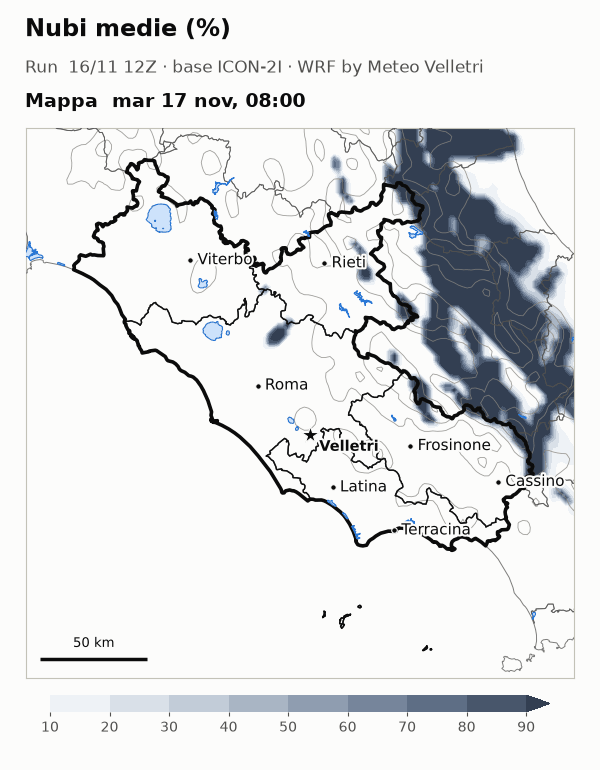 Nubi medie (%)
Run  16/11 12Z · base ICON-2I · WRF by Meteo Velletri
Mappa  mar 17 nov, 08:00
Viterbo
Rieti
Roma
Velletri
Frosinone
Latina
Cassino
Terracina
50 km
10 20 30 40 50 60 70 80 90